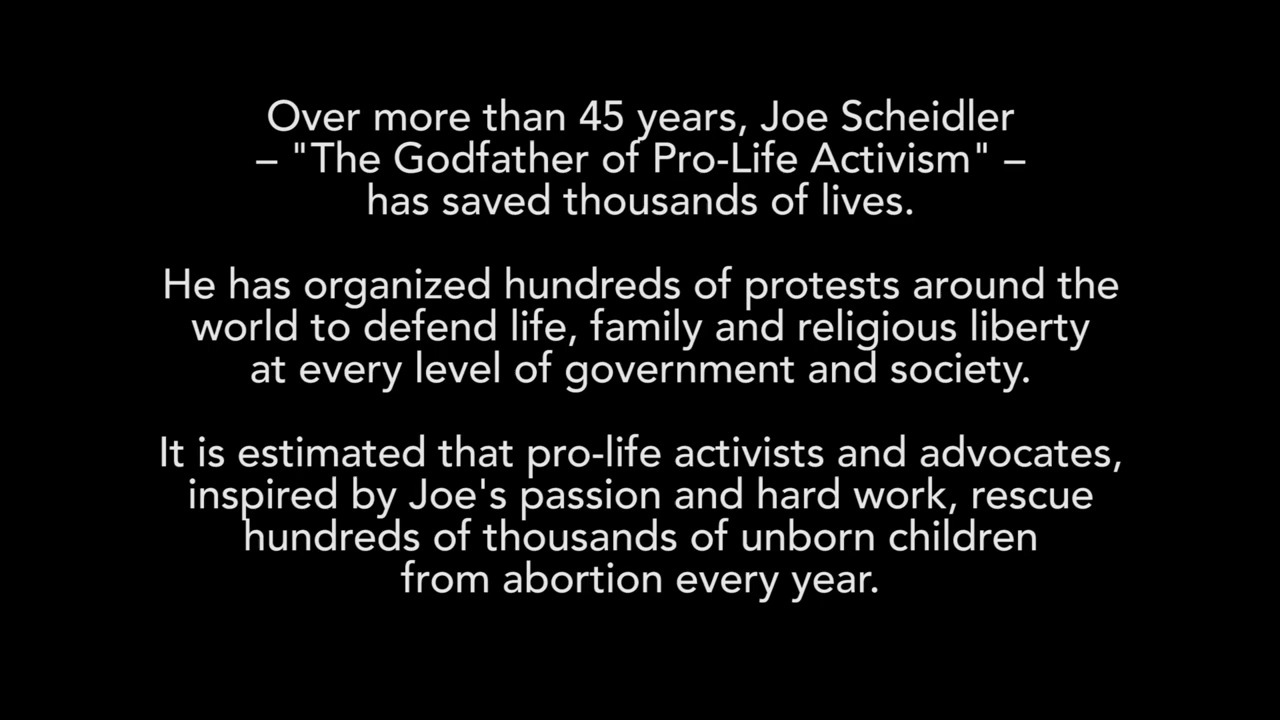 Over more than 45 years, Joe Scheidler
– "The Godfather of Pro-Life Activism" –
has saved thousands of lives.
He has organized hundreds of protests around the
world to defend life, family and religious liberty
at every level of government and society.
It is estimated that pro-life activists and advocates,
inspired by Joe's passion and hard work, rescue
hundreds of thousands of unborn children
from abortion every year.